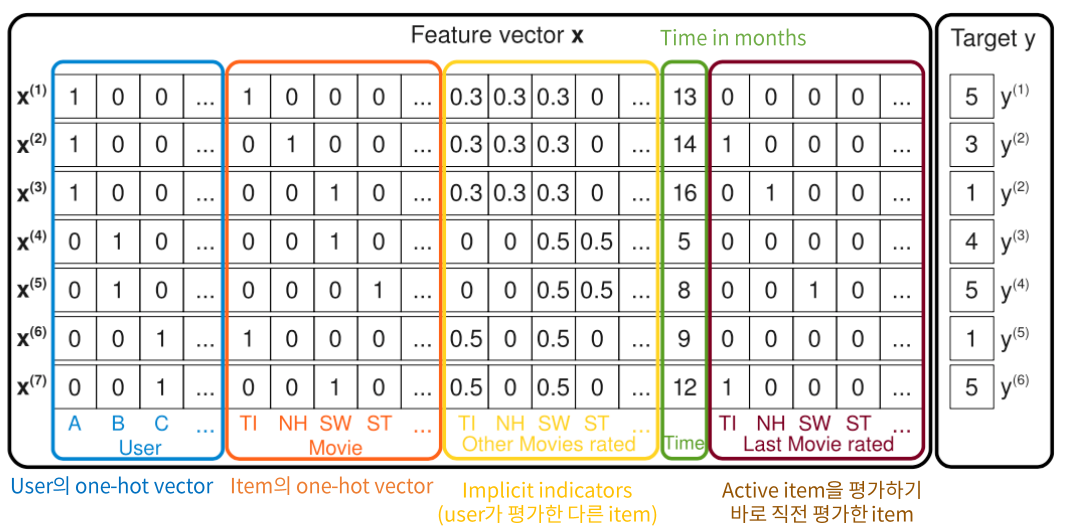 Feature vector x Time in months Target y
x(1) 1 0 0 ... 1 0 0 0 ... 0.3 0.3 0.3 0 ... 13 0 0 0 0 ... 5 y(1)
x(2) 1 0 0 ... 0 1 0 0 ... 0.3 0.3 0.3 0 ... 14 1 0 0 0 ... 3 y(2)
x(3) 1 0 0 ... 0 0 1 0 ... 0.3 0.3 0.3 0 ... 16 0 1 0 0 ... 1 y(2)
x(4) 0 1 0 ... 0 0 1 0 ... 0 0 0.5 0.5 ... 5 0 0 0 0 ... 4 y(3)
x(5) 0 1 0 ... 0 0 0 1 ... 0 0 0.5 0.5 ... 8 0 0 1 0 ... 5 y(4)
x(6) 0 0 1 ... 1 0 0 0 ... 0.5 0 0.5 0 ... 9 0 0 0 0 ... 1 y(5)
x(7) 0 0 1 ... 0 0 1 0 ... 0.5 0 0.5 0 ... 12 1 0 0 0 ... 5 y(6)
A B C ... TI NH SW ST ... TI NH SW ST ... TI NH SW ST ...
User Movie Other Movies rated Time Last Movie rated
User의 one-hot vector Item의 one-hot vector Implicit indicators Active item을 평가하기
(user가 평가한 다른 item) 바로 직전 평가한 item